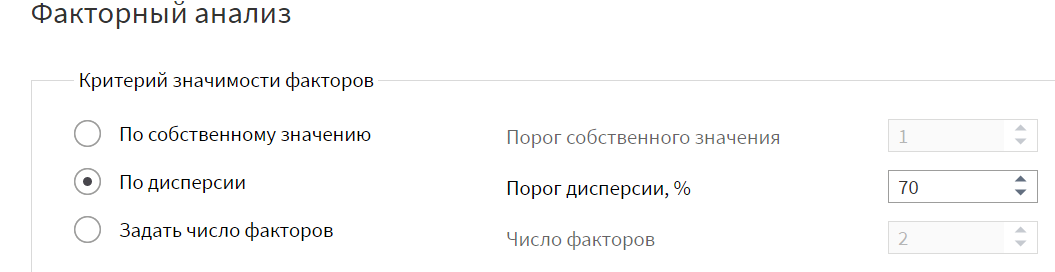 Факторный анализ
Критерий значимости факторов
По собственному значению
Порог собственного значения
1
По дисперсии
Порог дисперсии, %
70
Задать число факторов
Число факторов
2